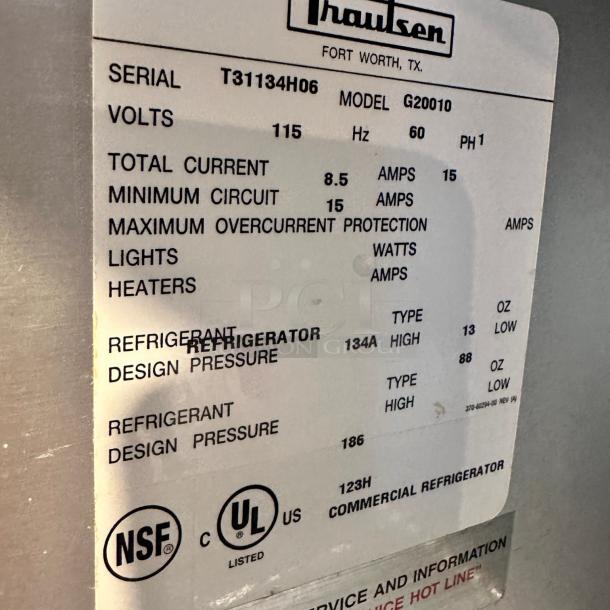 Traulsen
FORT WORTH, TX.
SERIAL T31134H06 MODEL G20010
VOLTS 115 Hz 60 PH 1
TOTAL CURRENT 8.5 AMPS 15
MINIMUM CIRCUIT 15 AMPS
MAXIMUM OVERCURRENT PROTECTION AMPS
LIGHTS WATTS
HEATERS AMPS
REFRIGERANT REFRIGERATOR 134A TYPE 13 OZ
DESIGN PRESSURE HIGH 88 LOW
REFRIGERANT TYPE OZ
DESIGN PRESSURE 186 HIGH LOW
123H
COMMERCIAL REFRIGERATOR
NSF
C UL US
LISTED
RVICE AND INFORMATION
ICE HOT LINE"